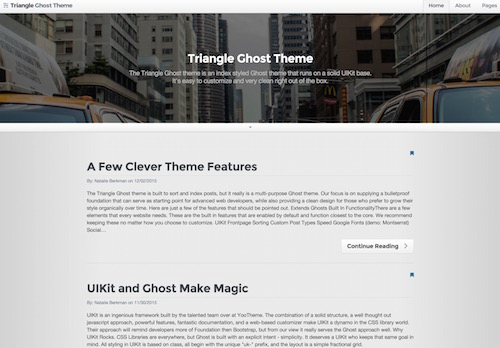 Triangle Ghost Theme
Home
About
Pages
Triangle Ghost Theme
The Triangle Ghost theme is an index styled Ghost theme that runs on a solid UIKit base.
It's easy to customize and very clean right out of the box.
A Few Clever Theme Features
By: Natalie Barkman on 12/02/2015
The Triangle Ghost theme is built to sort and index posts, but it really is a multi-purpose Ghost theme. Our focus is on supplying a bulletproof
foundation that can serve as starting point for advanced web developers, while also providing a clean design for those who prefer to grow their
style organically over time. Here are just a few of the features that should be pointed out. Extends Ghosts Built In FunctionalityThere are a few
elements that every website needs. These are the built in features that are enabled by default and function closest to the core. We recommend
keeping these no matter how you choose to customize. UIKit Frontpage Sorting Custom Post Types Speed Google Fonts (demo: Montserrat)
Social…
Continue Reading
UIKit and Ghost Make Magic
By: Natalie Barkman on 11/30/2015
UIKit is an ingenious framework built by the talented team over at YooTheme. The combination of a solid structure, a well thought out
javascript approach, powerful features, fantastic documentation, and a web-based customizer make UIKit a dynamo in the CSS library world.
Their approach will remind developers more of Foundation then Bootstrap, but from our view it really serves the Ghost approach well. Why
UIKit Rocks. CSS Libraries are everywhere, but Ghost is built with an explicit intent - simplicity. It deserves a UIKit who keeps that same goal in
mind. All styling in UIKit is based on class, all begin with the unique "uk-" prefix, and the layout is a simple fractional grid.